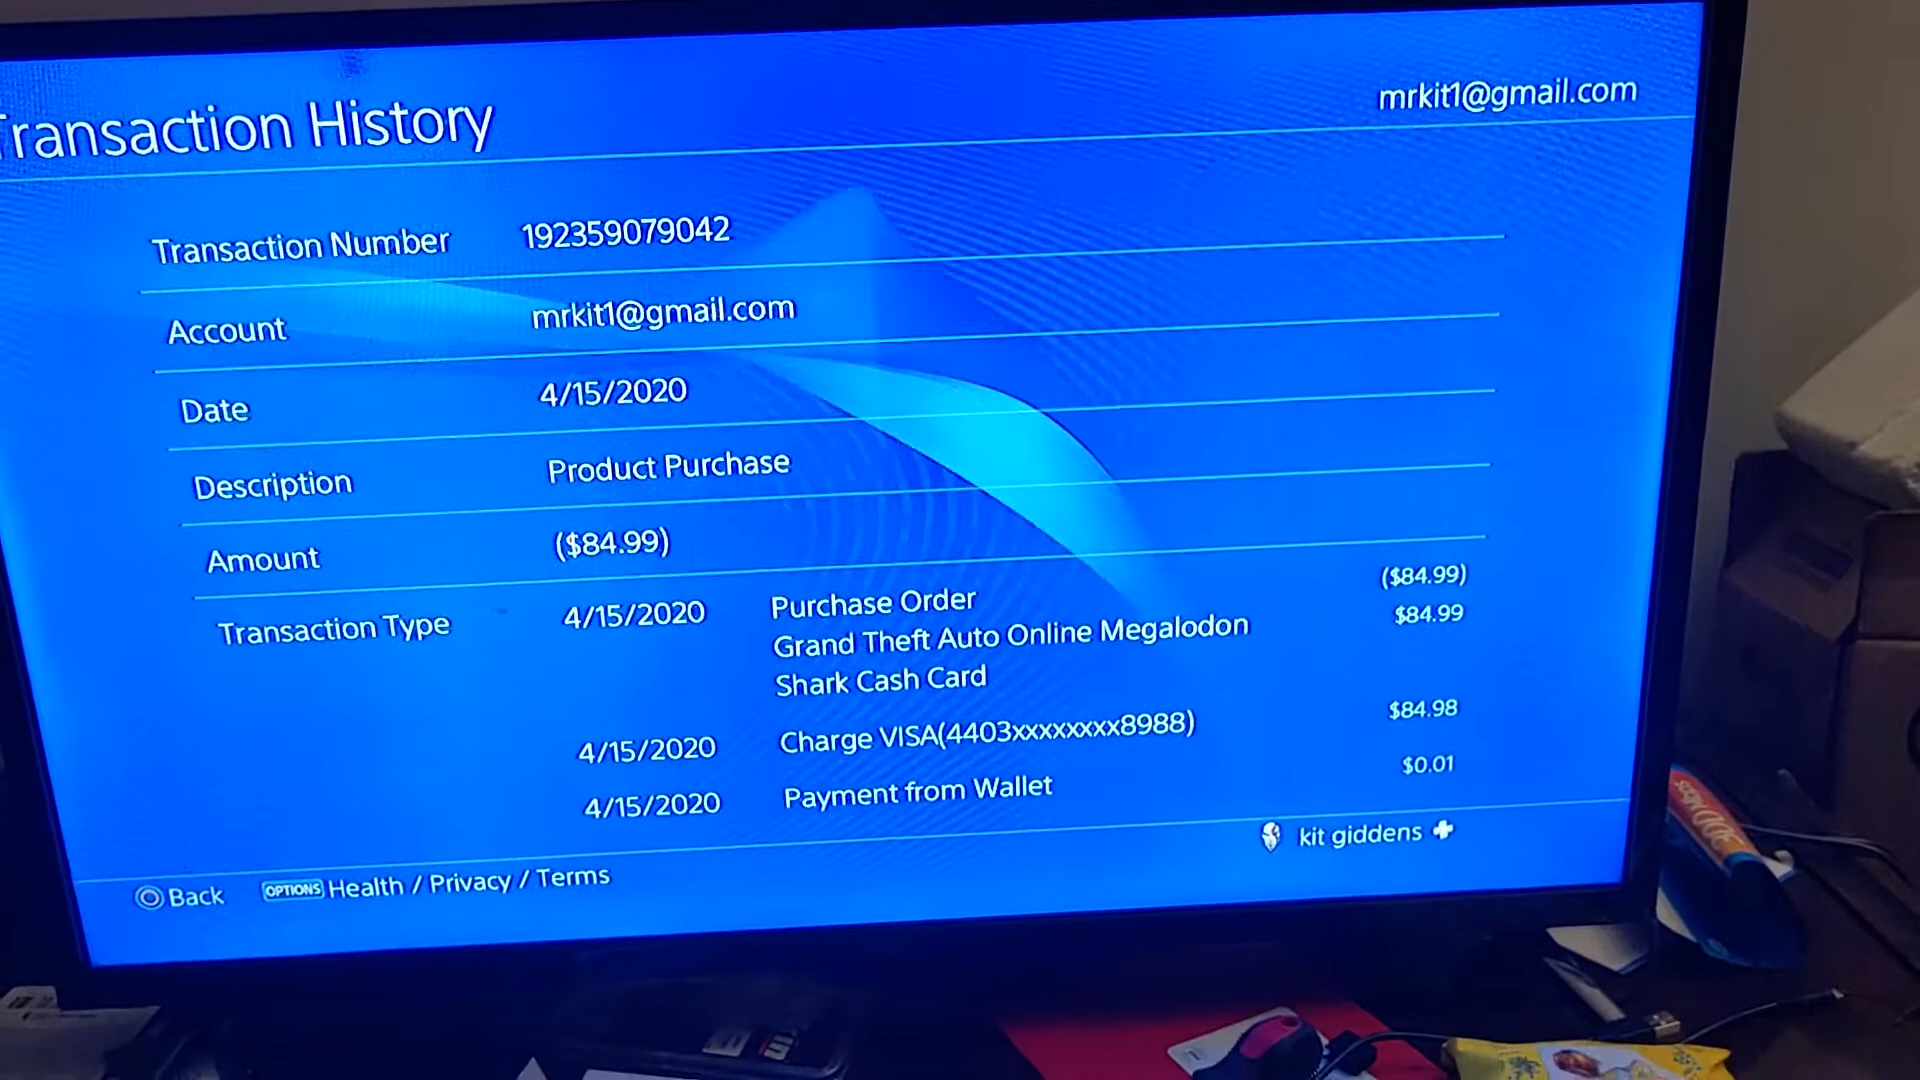 Transaction History
mrkit1@gmail.com
Transaction Number 192359079042
Account mrkit1@gmail.com
Date 4/15/2020
Description Product Purchase
Amount ($84.99)
Transaction Type 4/15/2020 Purchase Order ($84.99)
Grand Theft Auto Online Megalodon $84.99
Shark Cash Card
4/15/2020 Charge VISA(4403xxxxxxxx8988) $84.98
4/15/2020 Payment from Wallet $0.01
kit giddens
Back OPTIONS Health / Privacy / Terms